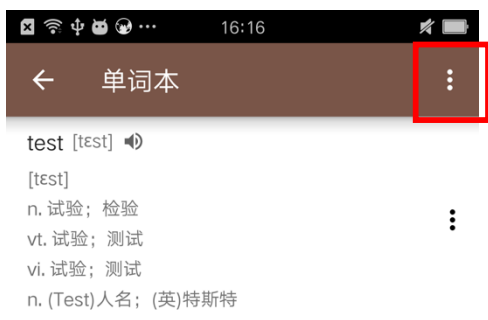 16:16
单词本
test [tɛst]
[tɛst]
n. 试验；检验
vt. 试验；测试
vi. 试验；测试
n. (Test)人名；(英)特斯特